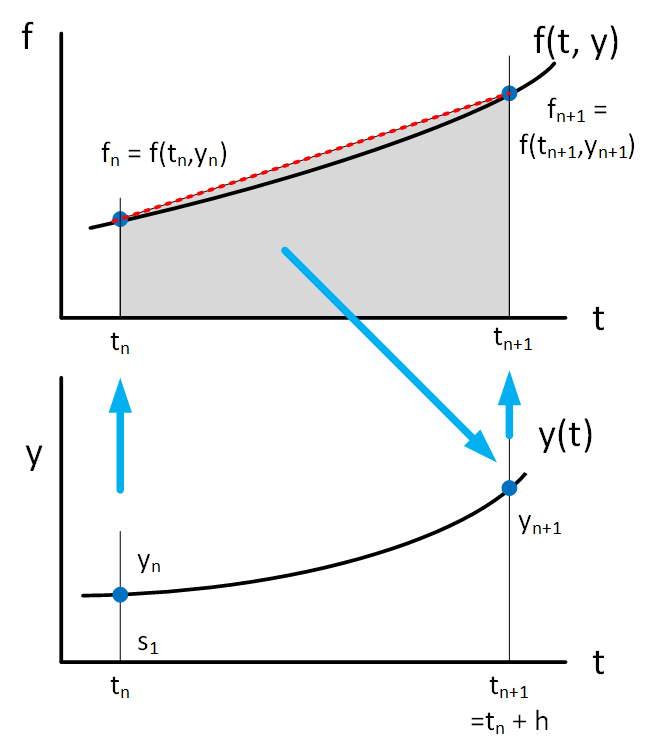 f
f(t, y)
fn = f(tn,yn)
fn+1 =
f(tn+1,yn+1)
t
tn
tn+1
y
y(t)
yn
yn+1
s1
t
tn
tn+1
=tn + h